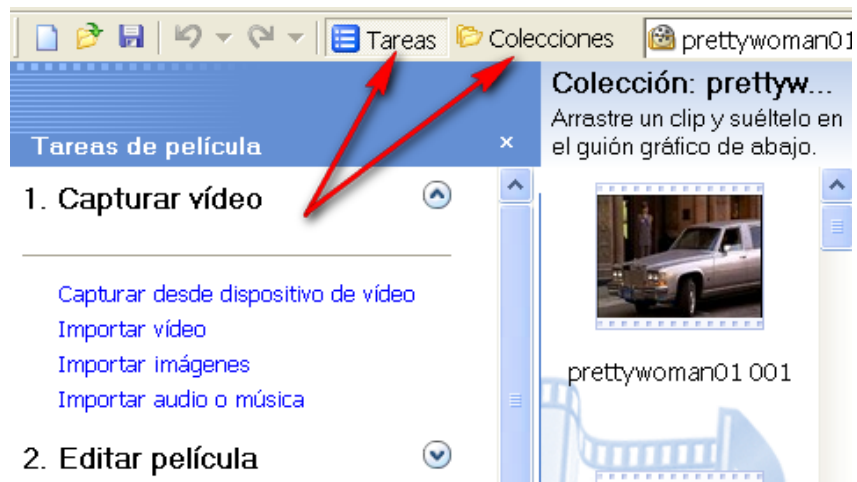 Tareas Colecciones prettywoman01
Tareas de película
Colección: prettyw...
Arrastre un clip y suéltelo en
el guión gráfico de abajo.
1. Capturar vídeo
Capturar desde dispositivo de vídeo
Importar vídeo
Importar imágenes
Importar audio o música
2. Editar película
prettywoman01 001